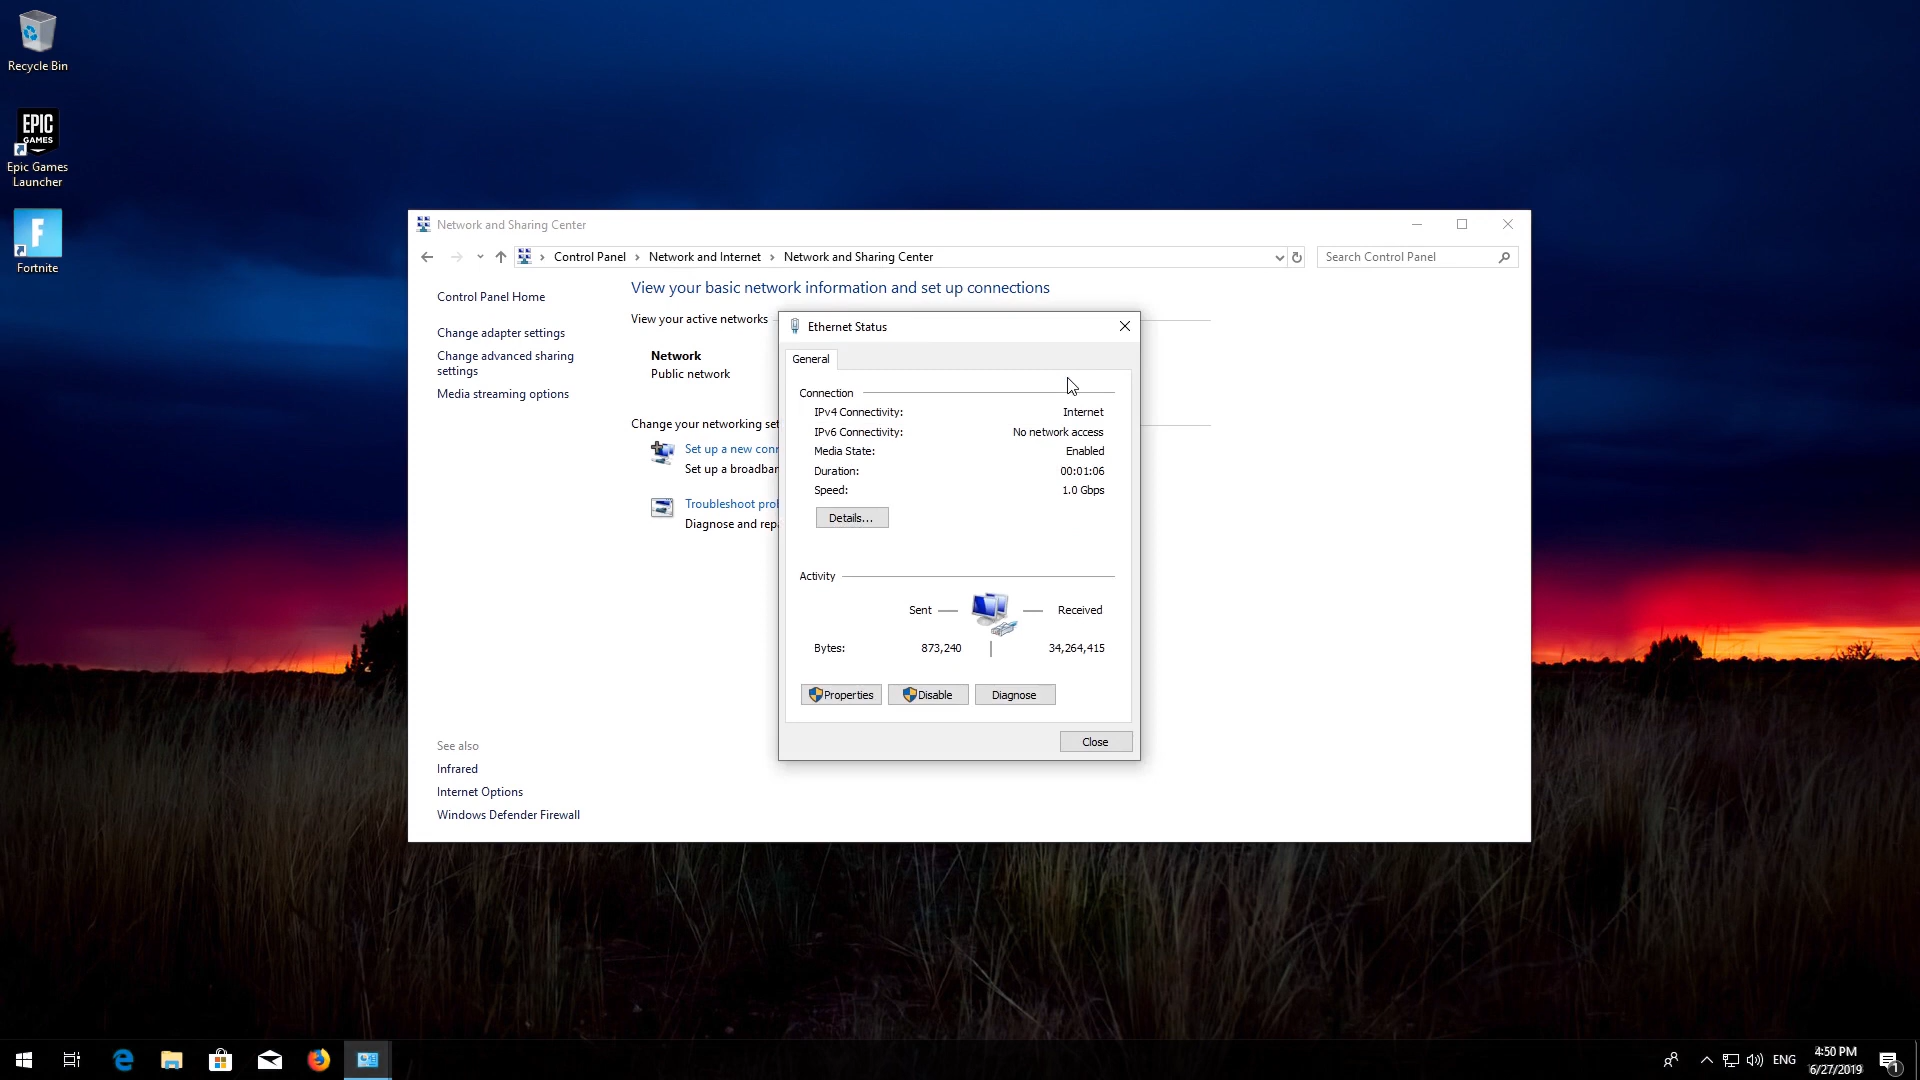 Recycle Bin
EPIC
GAMES
Epic Games
Launcher
F
Fortnite
Network and Sharing Center
Control Panel › Network and Internet › Network and Sharing Center
Search Control Panel
Control Panel Home
Change adapter settings
Change advanced sharing
settings
Media streaming options
See also
Infrared
Internet Options
Windows Defender Firewall
View your basic network information and set up connections
View your active networks
Network
Public network
Change your networking set
Set up a new conn
Set up a broadban
Troubleshoot prob
Diagnose and repa
Ethernet Status
General
Connection
IPv4 Connectivity: Internet
IPv6 Connectivity: No network access
Media State: Enabled
Duration: 00:01:06
Speed: 1.0 Gbps
Details...
Activity
Sent Received
Bytes: 873,240 34,264,415
Properties Disable Diagnose
Close
ENG
4:50 PM
6/27/2019
1